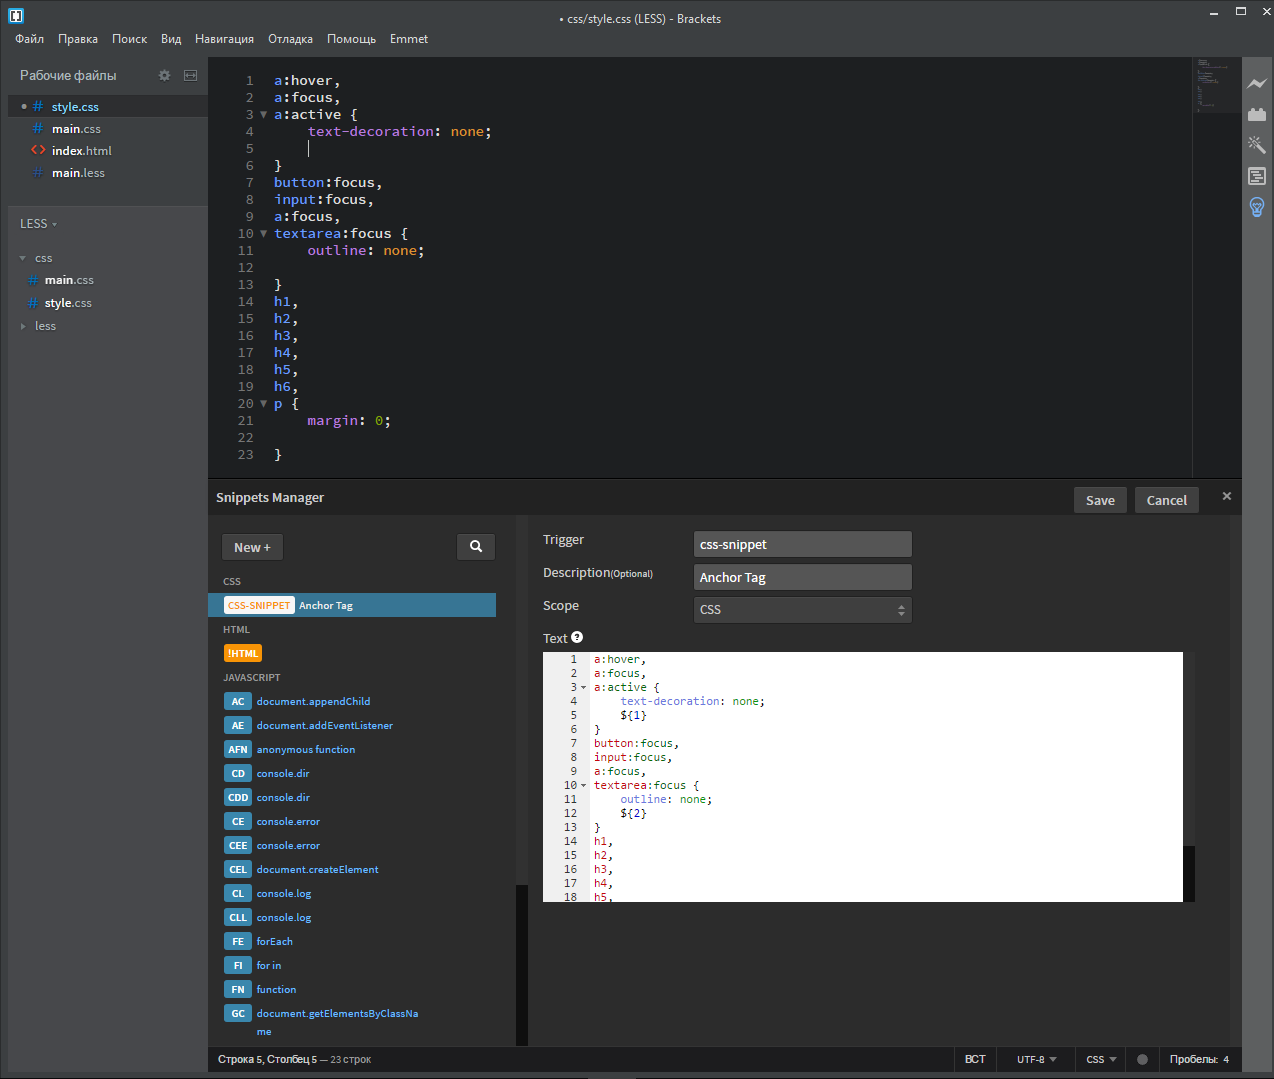 • css/style.css (LESS) - Brackets
Файл Правка Поиск Вид Навигация Отладка Помощь Emmet
Рабочие файлы
style.css
main.css
index.html
main.less
LESS
css
main.css
style.css
less
1 a:hover,
2 a:focus,
3 a:active {
4 text-decoration: none;
5
6 }
7 button:focus,
8 input:focus,
9 a:focus,
10 textarea:focus {
11 outline: none;
12
13 }
14 h1,
15 h2,
16 h3,
17 h4,
18 h5,
19 h6,
20 p {
21 margin: 0;
22
23 }
Snippets Manager
Save Cancel
New +
CSS
CSS-SNIPPET Anchor Tag
HTML
!HTML
JAVASCRIPT
AC document.appendChild
AE document.addEventListener
AFN anonymous function
CD console.dir
CDD console.dir
CE console.error
CEE console.error
CEL document.createElement
CL console.log
CLL console.log
FE forEach
FI for in
FN function
GC document.getElementsByClassNa
me
Trigger css-snippet
Description(Optional) Anchor Tag
Scope CSS
Text ?
1 a:hover,
2 a:focus,
3 a:active {
4 text-decoration: none;
5 ${1}
6 }
7 button:focus,
8 input:focus,
9 a:focus,
10 textarea:focus {
11 outline: none;
12 ${2}
13 }
14 h1,
15 h2,
16 h3,
17 h4,
18 h5,
Строка 5, Столбец 5 — 23 строк
ВСТ UTF-8 CSS Пробелы: 4